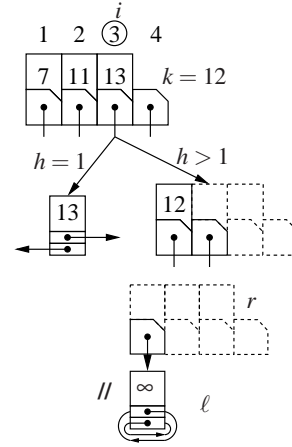 i
1 2 3 4
7 11 13 k = 12
h = 1 h > 1
13 12
r
// ∞ ℓ